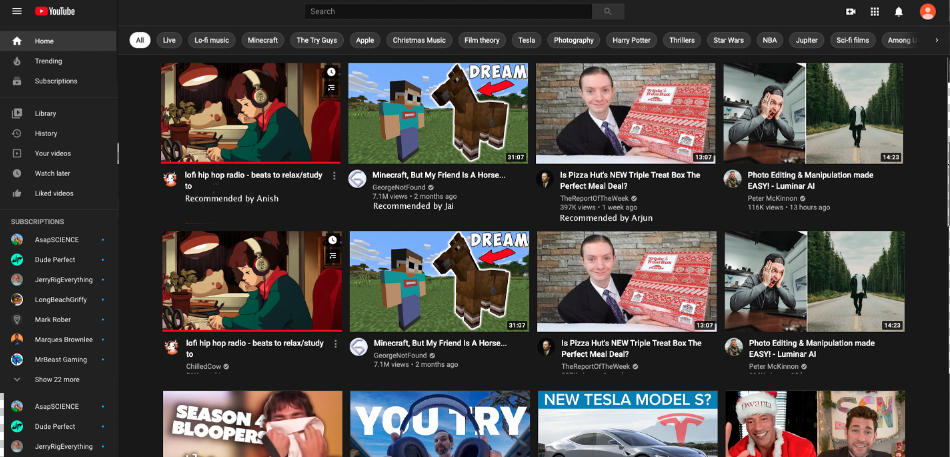 YouTube
Search
All
Live
Lo-fi music
Minecraft
The Try Guys
Apple
Christmas Music
Film theory
Tesla
Photography
Harry Potter
Thrillers
Star Wars
NBA
Jupiter
Sci-fi films
Among
Home
Trending
Subscriptions
Library
History
Your videos
Watch later
Liked videos
SUBSCRIPTIONS
AsapSCIENCE
Dude Perfect
JerryRigEverything
LongBeachGriffy
Mark Rober
Marques Brownlee
MrBeast Gaming
Show 22 more
AsapSCIENCE
Dude Perfect
JerryRigEverything
lofi hip hop radio - beats to relax/study
to
Recommended by Anish
DREAM
31:07
Minecraft, But My Friend Is A Horse...
GeorgeNotFound
7.1M views • 2 months ago
Recommended by Jai
Triple
Treat Box
13:07
Is Pizza Hut's NEW Triple Treat Box The
Perfect Meal Deal?
TheReportOfTheWeek
397K views • 1 week ago
Recommended by Arjun
14:23
Photo Editing & Manipulation made
EASY! - Luminar AI
Peter McKinnon
116K views • 13 hours ago
lofi hip hop radio - beats to relax/study
to
ChilledCow
DREAM
31:07
Minecraft, But My Friend Is A Horse...
GeorgeNotFound
7.1M views • 2 months ago
Triple
Treat Box
13:07
Is Pizza Hut's NEW Triple Treat Box The
Perfect Meal Deal?
TheReportOfTheWeek
14:23
Photo Editing & Manipulation made
EASY! - Luminar AI
Peter McKinnon
SEASON 4
BLOOPERS
YOU TRY
NEW TESLA MODEL S?